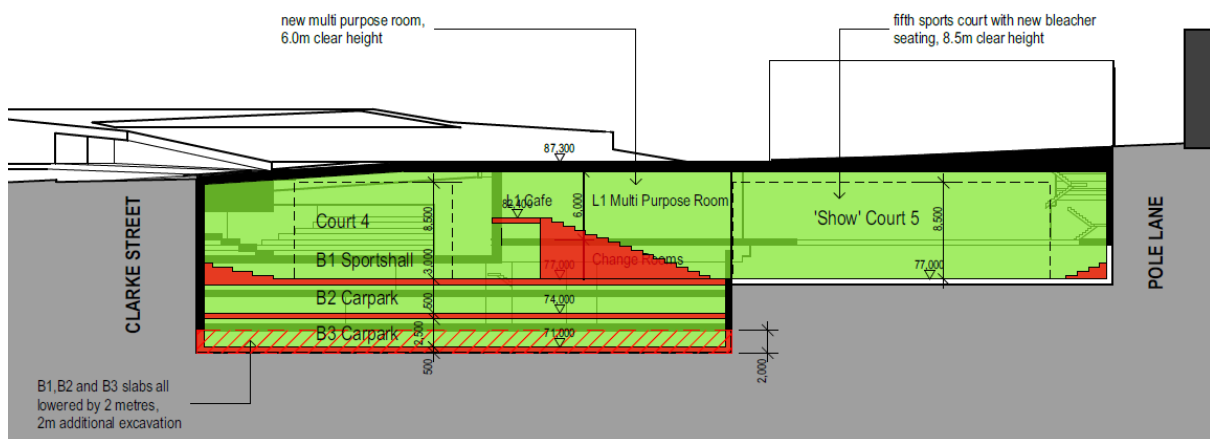 new multi purpose room,
6.0m clear height
fifth sports court with new bleacher
seating, 8.5m clear height
87,300
L1 Cafe
82,400
6,000
L1 Multi Purpose Room
Court 4
8,500
'Show' Court 5
8,500
B1 Sportshall
3,000
77,000
Change Rooms
77,000
CLARKE STREET
POLE LANE
B2 Carpark
74,000
B3 Carpark
2,500
71,000
500
2,000
B1,B2 and B3 slabs all
lowered by 2 metres,
2m additional excavation